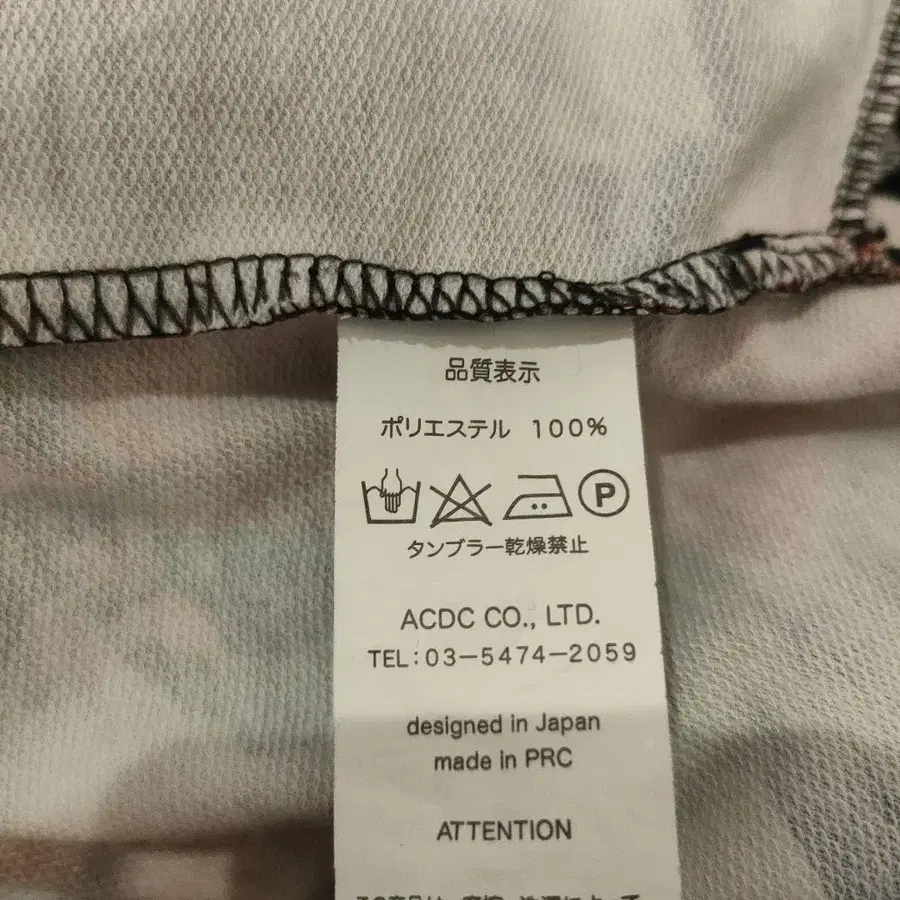 品質表示
ポリエステル 100%
P
タンブラー乾燥禁止
ACDC CO., LTD.
TEL:03-5474-2059
designed in Japan
made in PRC
ATTENTION